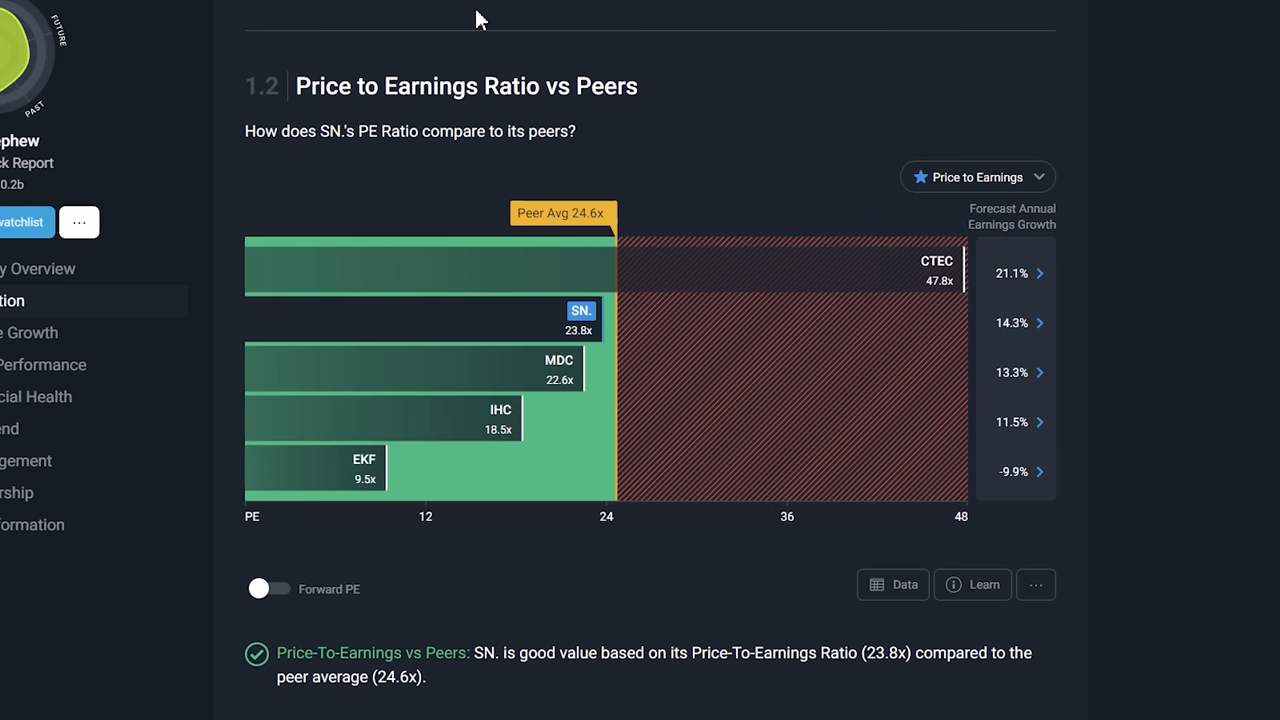 FUTURE
PAST
ephew
ck Report
0.2b
watchlist
...
y Overview
tion
e Growth
Performance
cial Health
end
gement
rship
formation
1.2 Price to Earnings Ratio vs Peers
How does SN.'s PE Ratio compare to its peers?
Price to Earnings
Forecast Annual
Earnings Growth
Peer Avg 24.6x
CTEC
47.8x
21.1%
SN.
23.8x
14.3%
MDC
22.6x
13.3%
IHC
18.5x
11.5%
EKF
9.5x
-9.9%
PE 12 24 36 48
Forward PE
Data
Learn
...
Price-To-Earnings vs Peers: SN. is good value based on its Price-To-Earnings Ratio (23.8x) compared to the
peer average (24.6x).